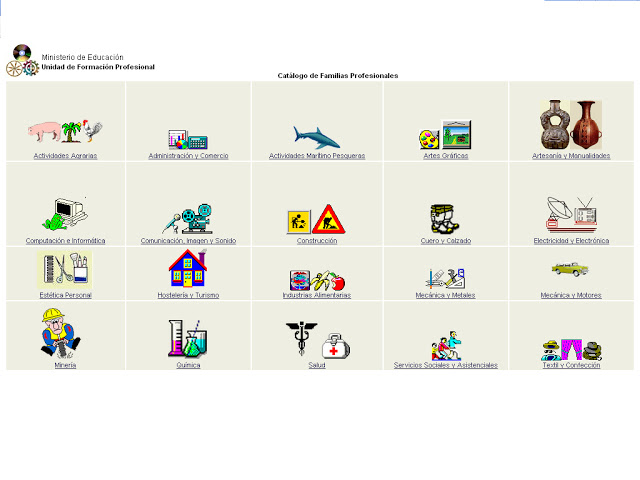 Ministerio de Educación
Unidad de Formación Profesional
Catálogo de Familias Profesionales
Actividades Agrarias
Administración y Comercio
Actividades Marítimo Pesqueras
Artes Gráficas
Artesanía y Manualidades
Computación e Informática
Comunicación, Imagen y Sonido
Construcción
Cuero y Calzado
Electricidad y Electrónica
Estética Personal
Hostelería y Turismo
Industrias Alimentarias
Mecánica y Metales
Mecánica y Motores
Minería
Química
Salud
Servicios Sociales y Asistenciales
Textil y Confección